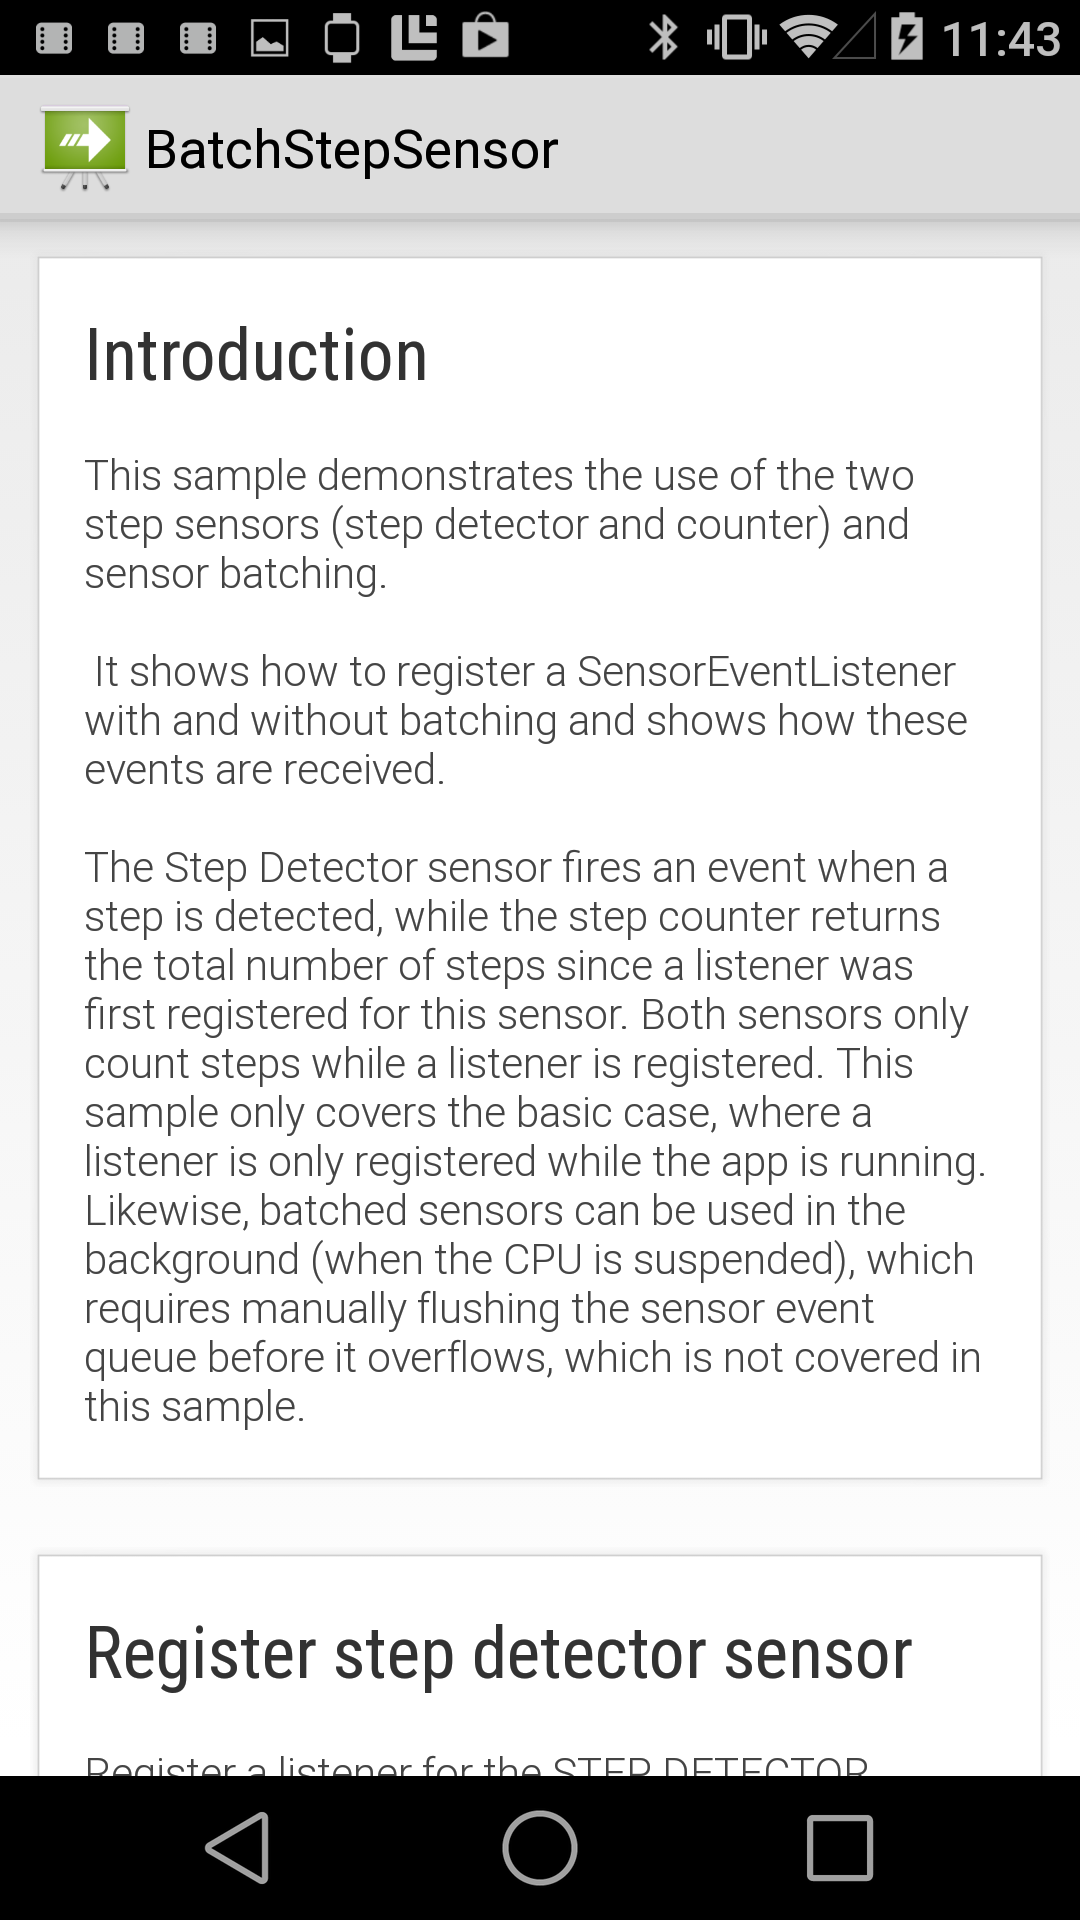 11:43
BatchStepSensor
Introduction
This sample demonstrates the use of the two
step sensors (step detector and counter) and
sensor batching.
It shows how to register a SensorEventListener
with and without batching and shows how these
events are received.
The Step Detector sensor fires an event when a
step is detected, while the step counter returns
the total number of steps since a listener was
first registered for this sensor. Both sensors only
count steps while a listener is registered. This
sample only covers the basic case, where a
listener is only registered while the app is running.
Likewise, batched sensors can be used in the
background (when the CPU is suspended), which
requires manually flushing the sensor event
queue before it overflows, which is not covered in
this sample.
Register step detector sensor
Register a listener for the STEP DETECTOR